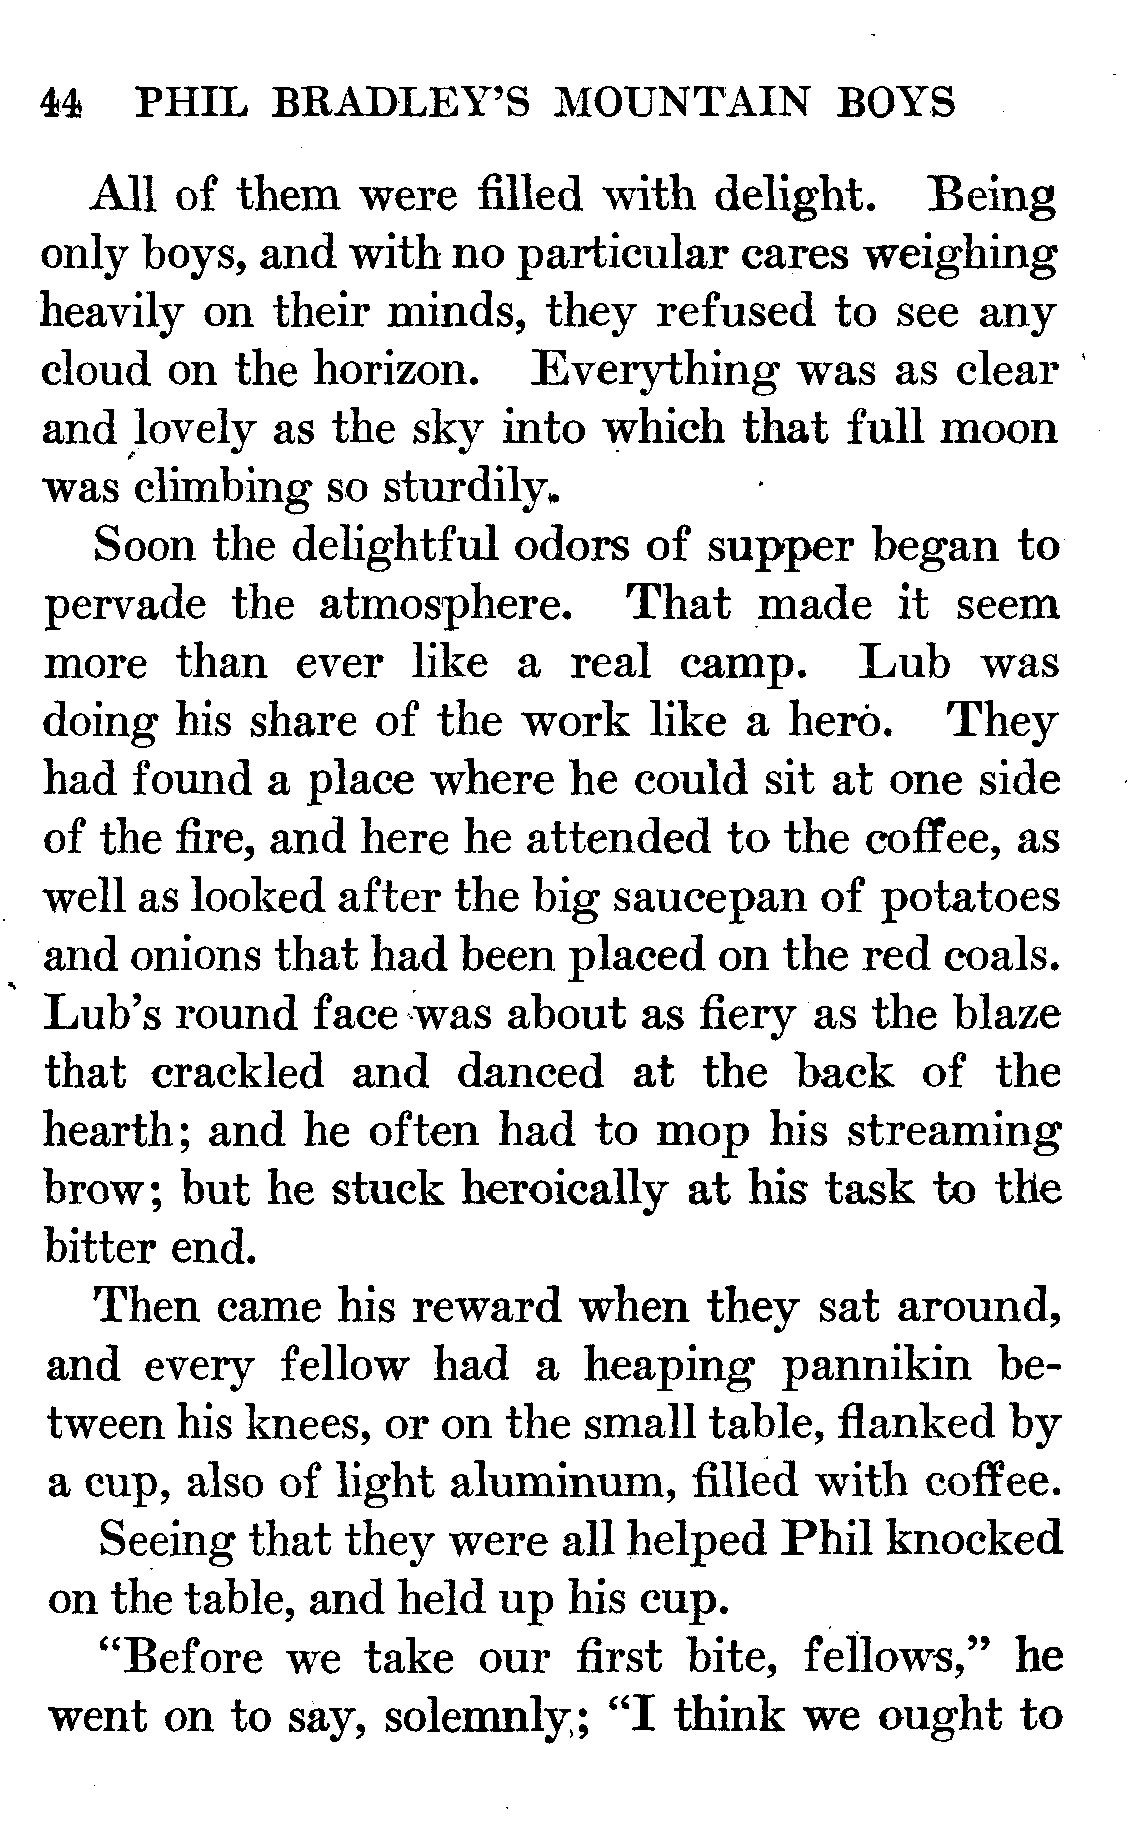 44 PHIL BRADLEY'S MOUNTAIN BOYS
All of them were filled with delight. Being
only boys, and with no particular cares weighing
heavily on their minds, they refused to see any
cloud on the horizon. Everything was as clear
and lovely as the sky into which that full moon
was climbing so sturdily.
Soon the delightful odors of supper began to
pervade the atmosphere. That made it seem
more than ever like a real camp. Lub was
doing his share of the work like a hero. They
had found a place where he could sit at one side
of the fire, and here he attended to the coffee, as
well as looked after the big saucepan of potatoes
and onions that had been placed on the red coals.
Lub's round face was about as fiery as the blaze
that crackled and danced at the back of the
hearth; and he often had to mop his streaming
brow; but he stuck heroically at his task to the
bitter end.
Then came his reward when they sat around,
and every fellow had a heaping pannikin be-
tween his knees, or on the small table, flanked by
a cup, also of light aluminum, filled with coffee.
Seeing that they were all helped Phil knocked
on the table, and held up his cup.
“Before we take our first bite, fellows,” he
went on to say, solemnly; “I think we ought to